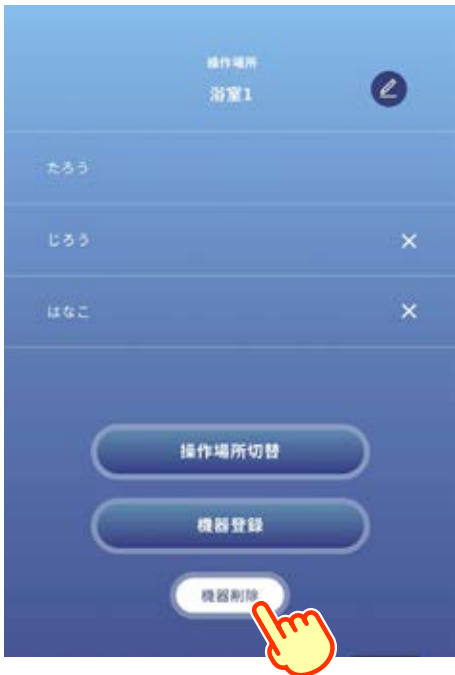 操作場所
浴室1
たろう
じろう
はなこ
操作場所切替
機器登録
機器削除